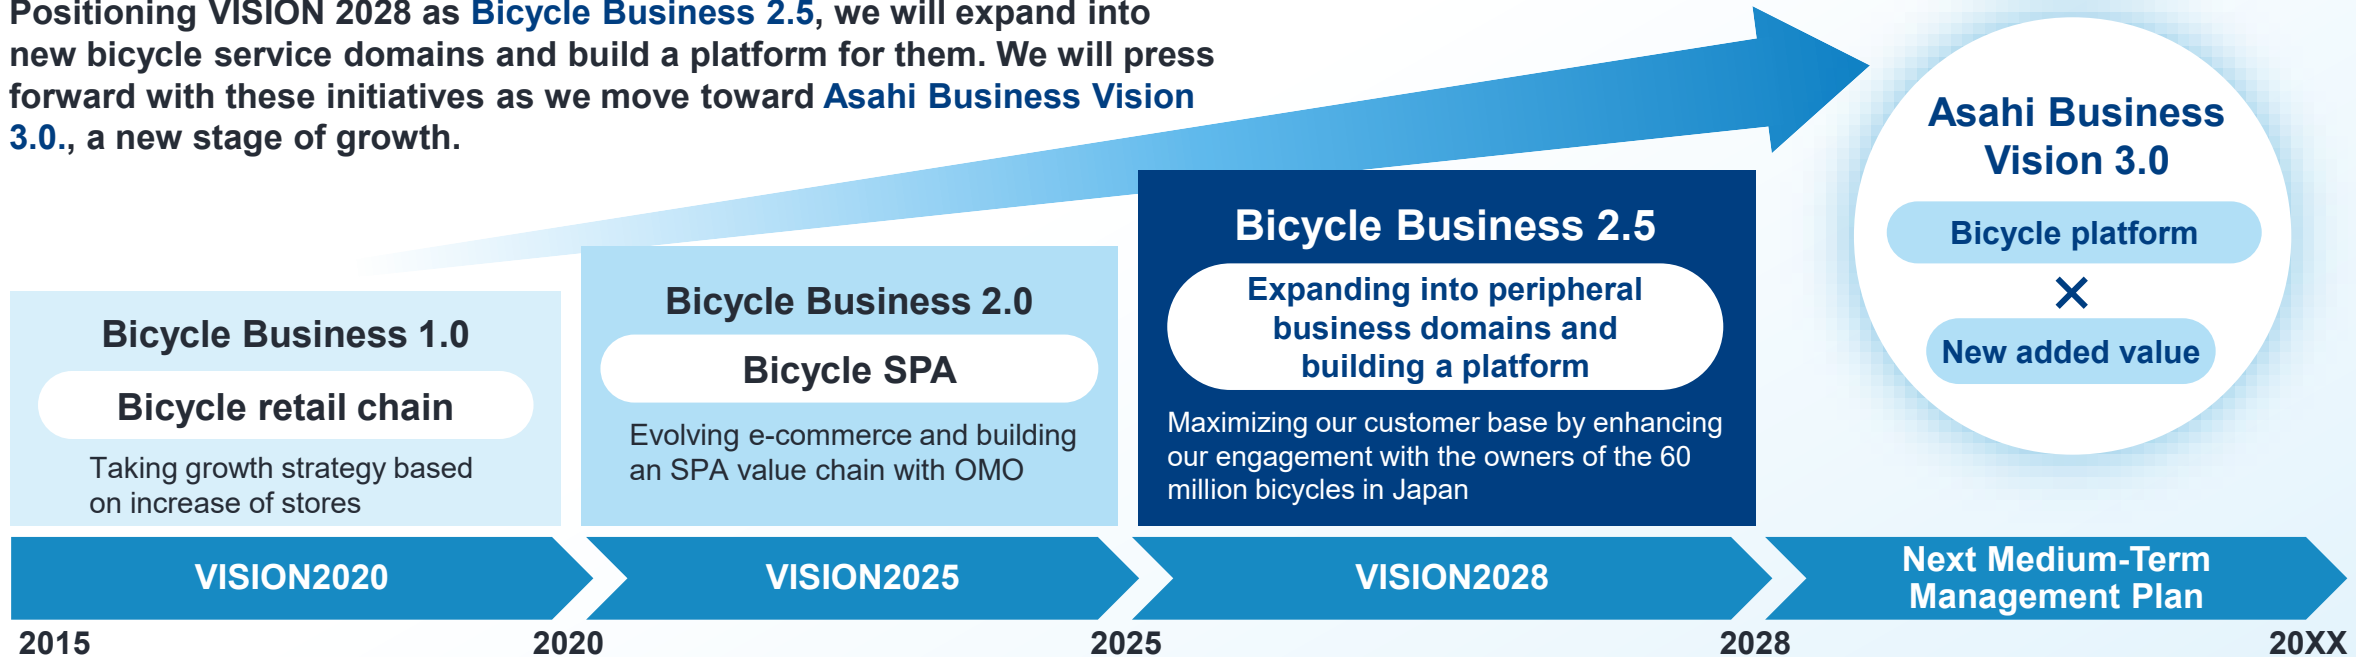 Positioning VISION 2028 as Bicycle Business 2.5, we will expand into
new bicycle service domains and build a platform for them. We will press
forward with these initiatives as we move toward Asahi Business Vision
3.0., a new stage of growth.
Bicycle Business 1.0
Bicycle retail chain
Taking growth strategy based
on increase of stores
Bicycle Business 2.0
Bicycle SPA
Evolving e-commerce and building
an SPA value chain with OMO
Bicycle Business 2.5
Expanding into peripheral
business domains and
building a platform
Maximizing our customer base by enhancing
our engagement with the owners of the 60
million bicycles in Japan
Asahi Business
Vision 3.0
Bicycle platform
×
New added value
VISION2020
VISION2025
VISION2028
Next Medium-Term
Management Plan
2015
2020
2025
2028
20XX